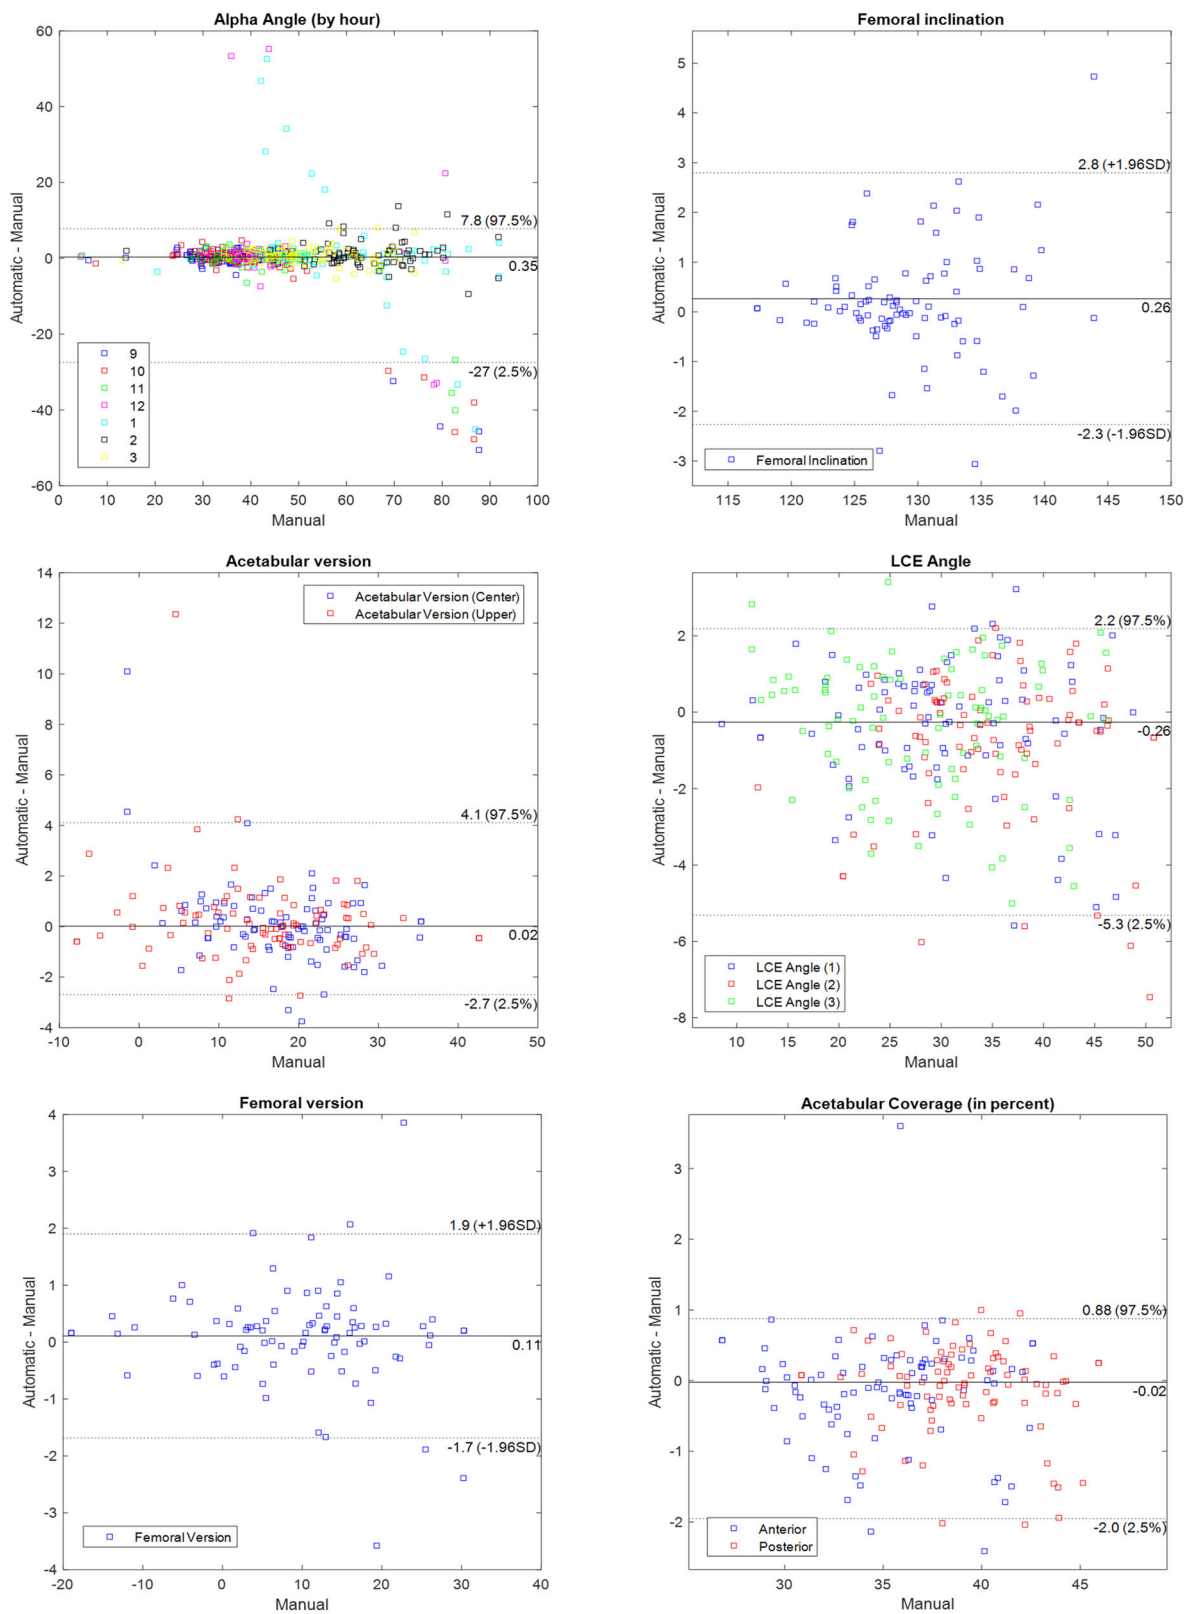 Alpha Angle (by hour)
60
40
20
0
-20
-40
-60
Automatic - Manual
7.8 (97.5%)
0.35
-27 (2.5%)
9
10
11
12
1
2
3
0 10 20 30 40 50 60 70 80 90 100
Manual
Femoral inclination
5
4
3
2
1
0
-1
-2
-3
Automatic - Manual
2.8 (+1.96SD)
0.26
-2.3 (-1.96SD)
Femoral Inclination
115 120 125 130 135 140 145 150
Manual
Acetabular version
14
12
10
8
6
4
2
0
-2
-4
Automatic - Manual
Acetabular Version (Center)
Acetabular Version (Upper)
4.1 (97.5%)
0.02
-2.7 (2.5%)
-10 0 10 20 30 40 50
Manual
LCE Angle
2
0
-2
-4
-6
-8
Automatic - Manual
2.2 (97.5%)
-0.26
-5.3 (2.5%)
LCE Angle (1)
LCE Angle (2)
LCE Angle (3)
10 15 20 25 30 35 40 45 50
Manual
Femoral version
4
3
2
1
0
-1
-2
-3
-4
Automatic - Manual
1.9 (+1.96SD)
0.11
-1.7 (-1.96SD)
Femoral Version
-20 -10 0 10 20 30 40
Manual
Acetabular Coverage (in percent)
3
2
1
0
-1
-2
Automatic - Manual
0.88 (97.5%)
-0.02
-2.0 (2.5%)
Anterior
Posterior
30 35 40 45
Manual